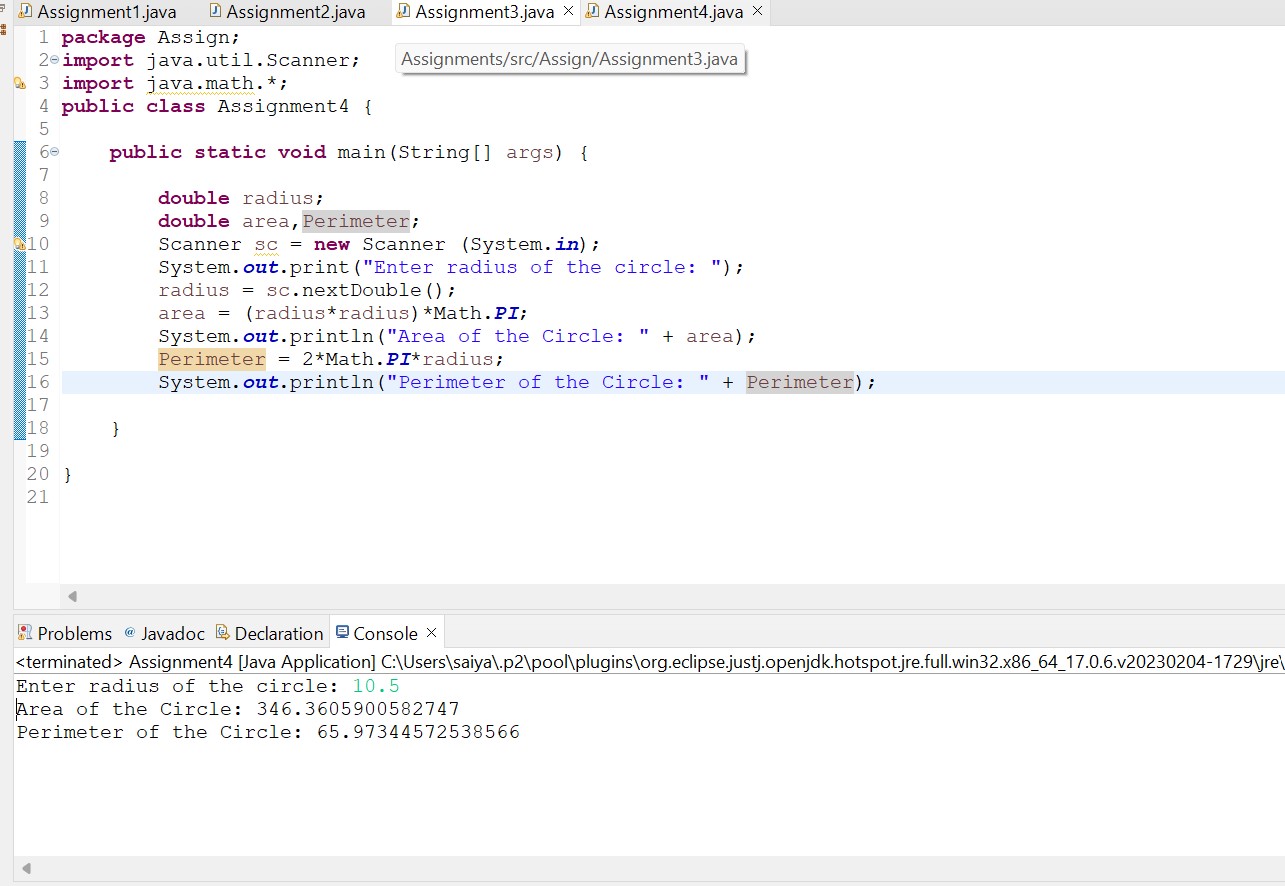 Assignment1.java Assignment2.java Assignment3.java Assignment4.java
1 package Assign;
2 import java.util.Scanner;
Assignments/src/Assign/Assignment3.java
3 import java.math.*;
4 public class Assignment4 {
5
6 public static void main(String[] args) {
7
8 double radius;
9 double area,Perimeter;
10 Scanner sc = new Scanner (System.in);
11 System.out.print("Enter radius of the circle: ");
12 radius = sc.nextDouble();
13 area = (radius*radius)*Math.PI;
14 System.out.println("Area of the Circle: " + area);
15 Perimeter = 2*Math.PI*radius;
16 System.out.println("Perimeter of the Circle: " + Perimeter);
17
18 }
19
20 }
21
Problems @ Javadoc Declaration Console
<terminated> Assignment4 [Java Application] C:\Users\saiya\.p2\pool\plugins\org.eclipse.justj.openjdk.hotspot.jre.full.win32.x86_64_17.0.6.v20230204-1729\jre\
Enter radius of the circle: 10.5
Area of the Circle: 346.3605900582747
Perimeter of the Circle: 65.97344572538566